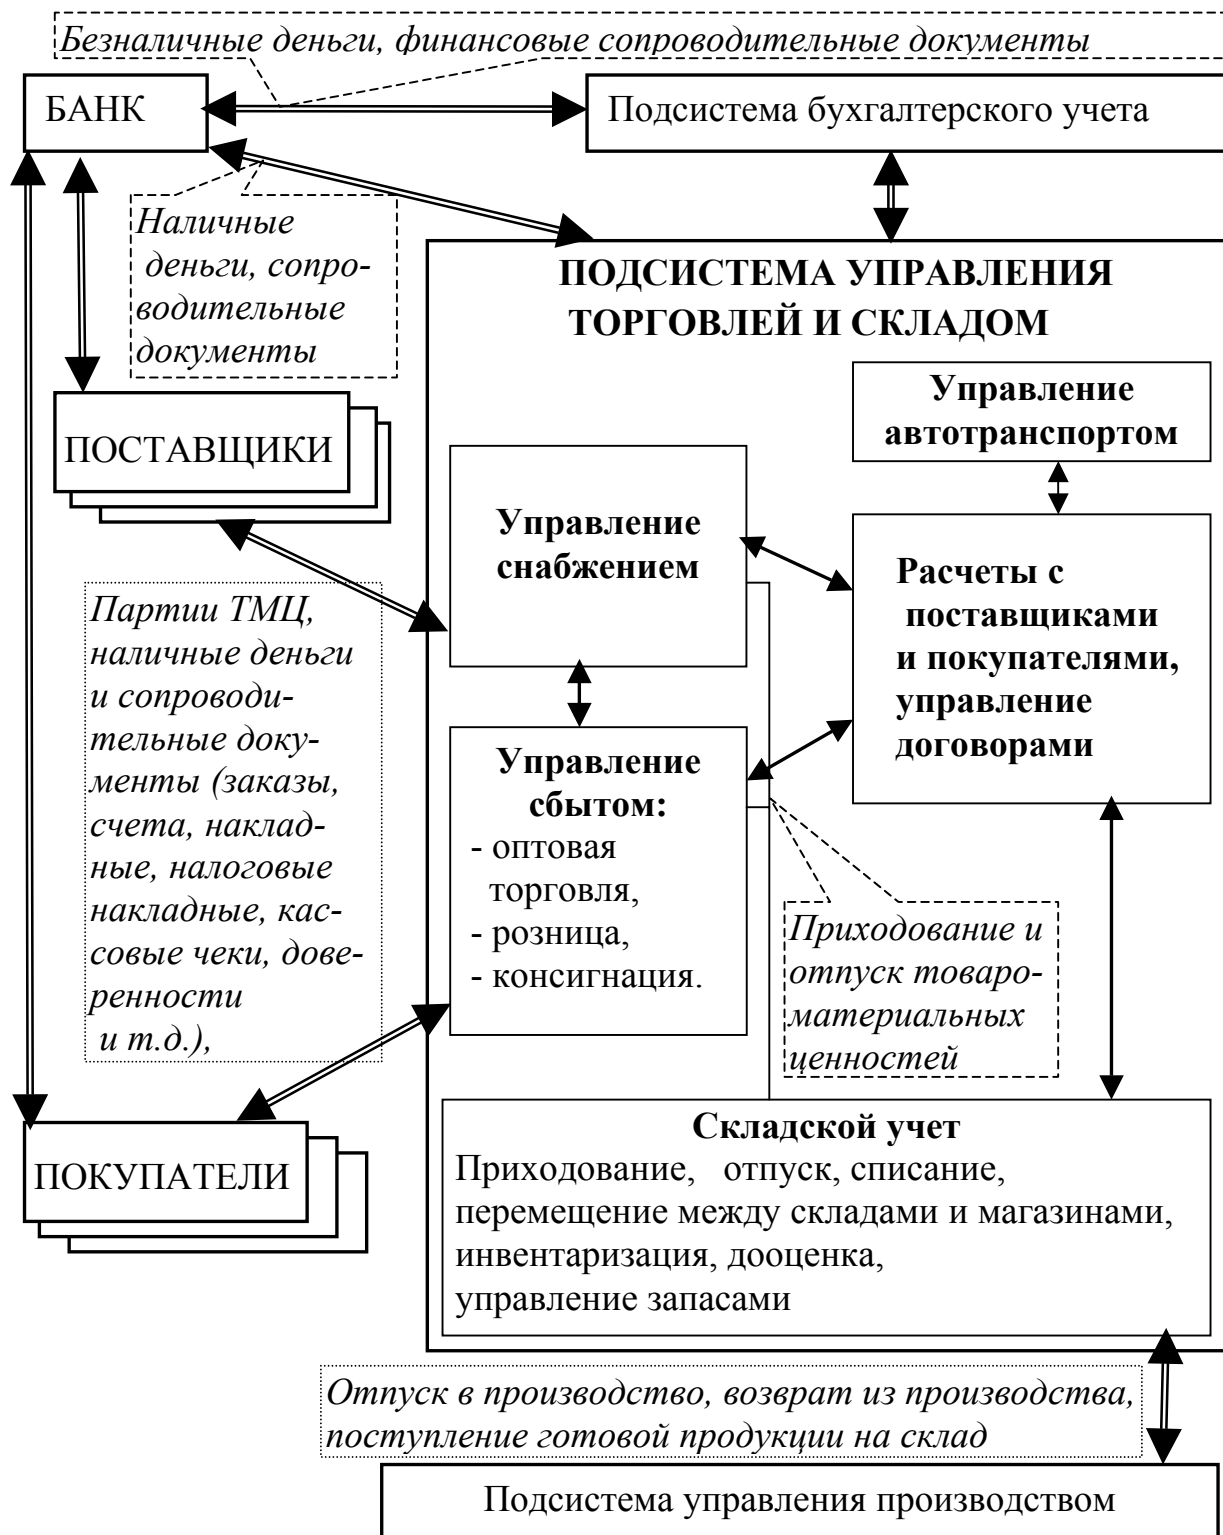 Безналичные деньги, финансовые сопроводительные документы
БАНК
Подсистема бухгалтерского учета
Наличные
деньги, сопро-
водительные
документы
ПОДСИСТЕМА УПРАВЛЕНИЯ
ТОРГОВЛЕЙ И СКЛАДОМ
Управление
автотранспортом
ПОСТАВЩИКИ
Управление
снабжением
Расчеты с
поставщиками
и покупателями,
управление
договорами
Партии ТМЦ,
наличные деньги
и сопроводи-
тельные доку-
менты (заказы,
счета, наклад-
ные, налоговые
накладные, кас-
совые чеки, дове-
ренности
и т.д.),
Управление
сбытом:
- оптовая
торговля,
- розница,
- консигнация.
Приходование и
отпуск товаро-
материальных
ценностей
ПОКУПАТЕЛИ
Складской учет
Приходование, отпуск, списание,
перемещение между складами и магазинами,
инвентаризация, дооценка,
управление запасами
Отпуск в производство, возврат из производства,
поступление готовой продукции на склад
Подсистема управления производством